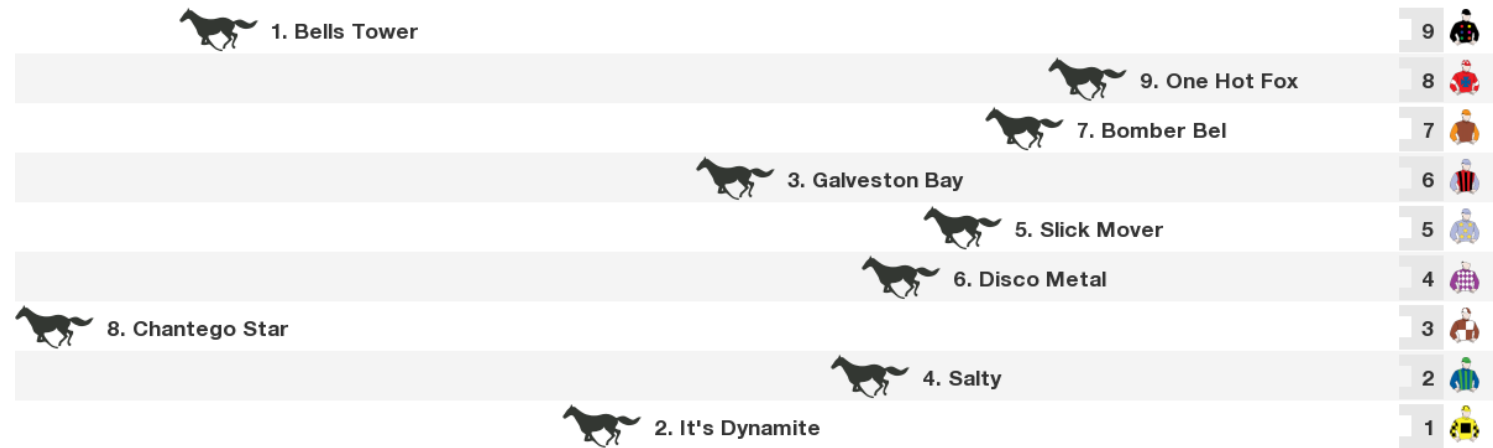 1. Bells Tower 9
9. One Hot Fox 8
7. Bomber Bel 7
3. Galveston Bay 6
5. Slick Mover 5
6. Disco Metal 4
8. Chantego Star 3
4. Salty 2
2. It's Dynamite 1